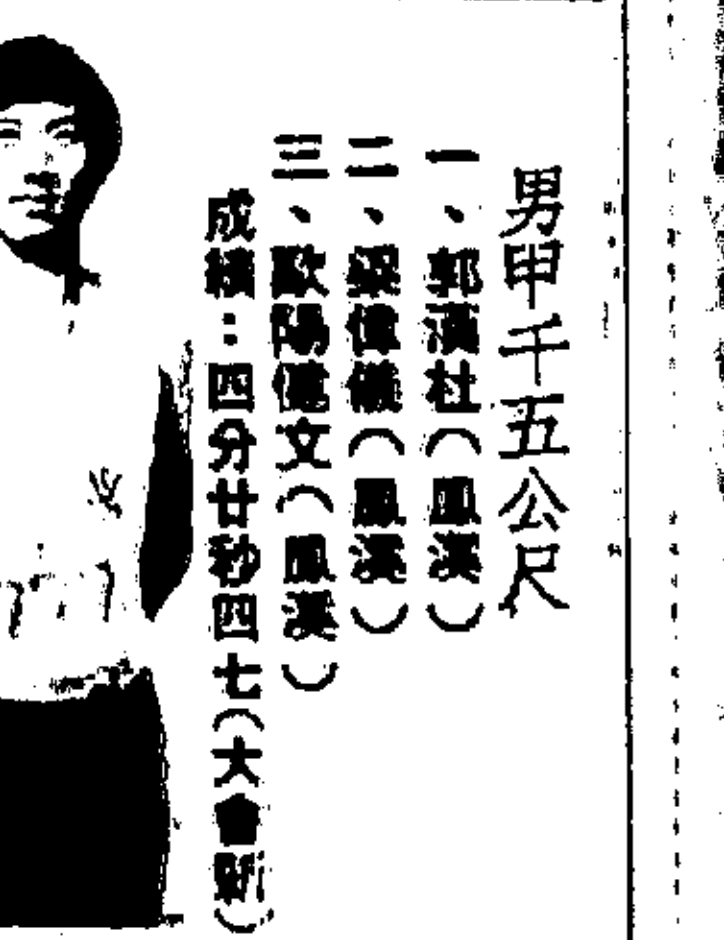 男甲千五公尺
一、郭漢杜(鳳溪)
二、梁偉儀(鳳溪)
三、歐陽健文(鳳溪)
成績：四分廿秒四七(大會新)